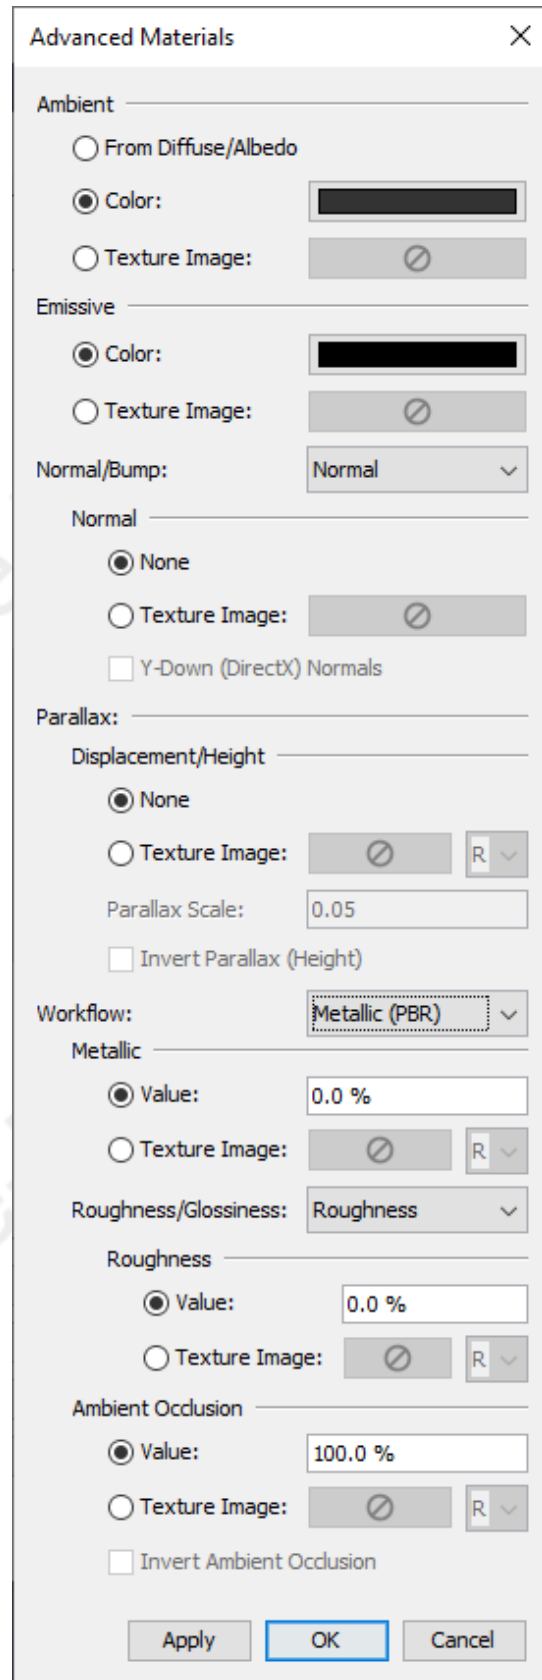 Advanced Materials
Ambient
From Diffuse/Albedo
Color:
Texture Image:
Emissive
Color:
Texture Image:
Normal/Bump: Normal
Normal
None
Texture Image:
Y-Down (DirectX) Normals
Parallax:
Displacement/Height
None
Texture Image: R
Parallax Scale: 0.05
Invert Parallax (Height)
Workflow: Metallic (PBR)
Metallic
Value: 0.0 %
Texture Image: R
Roughness/Glossiness: Roughness
Roughness
Value: 0.0 %
Texture Image: R
Ambient Occlusion
Value: 100.0 %
Texture Image: R
Invert Ambient Occlusion
Apply OK Cancel